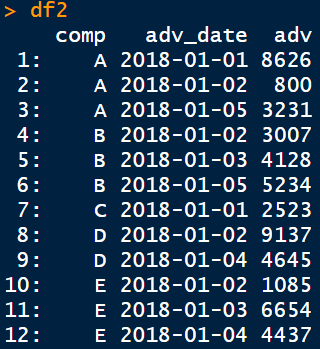 > df2
comp adv_date adv
1: A 2018-01-01 8626
2: A 2018-01-02 800
3: A 2018-01-05 3231
4: B 2018-01-02 3007
5: B 2018-01-03 4128
6: B 2018-01-05 5234
7: C 2018-01-01 2523
8: D 2018-01-02 9137
9: D 2018-01-04 4645
10: E 2018-01-02 1085
11: E 2018-01-03 6654
12: E 2018-01-04 4437